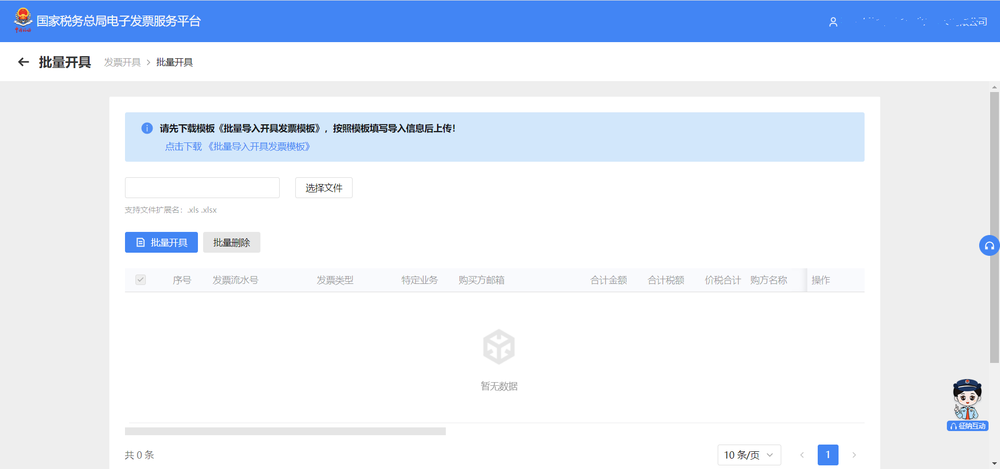 国家税务总局电子发票服务平台
公司
批量开具
发票开具 > 批量开具
请先下载模板《批量导入开具发票模板》，按照模板填写导入信息后上传！
点击下载 《批量导入开具发票模板》
选择文件
支持文件扩展名：.xls .xlsx
批量开具
批量删除
序号 发票流水号 发票类型 特定业务 购买方邮箱 合计金额 合计税额 价税合计 购方名称 操作
暂无数据
征纳互动
共 0 条
10 条/页
1